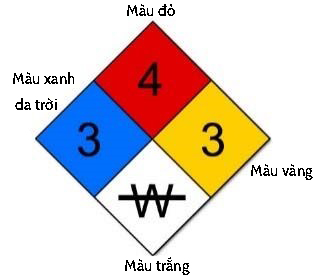 Màu đỏ
Màu xanh
da trời
4
3
3
W
Màu vàng
Màu trắng